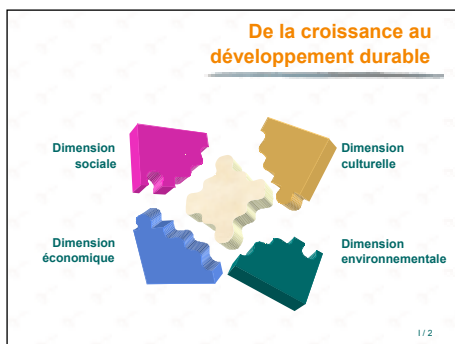 De la croissance au
développement durable
Dimension
sociale
Dimension
culturelle
Dimension
économique
Dimension
environnementale
I / 2